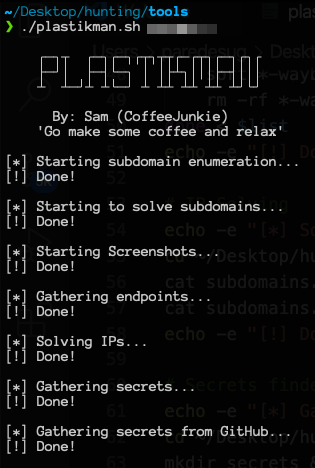 ~/Desktop/hunting/tools
❯ ./plastikman.sh
PLASTIKMAN
By: Sam (CoffeeJunkie)
'Go make some coffee and relax'
[*] Starting subdomain enumeration...
[!] Done!
[*] Starting to solve subdomains...
[!] Done!
[*] Starting Screenshots...
[!] Done!
[*] Gathering endpoints...
[!] Done!
[*] Solving IPs...
[!] Done!
[*] Gathering secrets...
[!] Done!
[*] Gathering secrets from GitHub...
[!] Done!